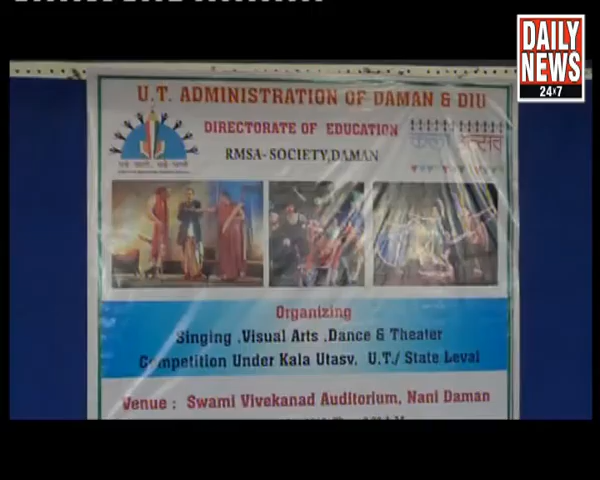 DAILY
NEWS
24x7
U.T. ADMINISTRATION OF DAMAN & DIU
DIRECTORATE OF EDUCATION
RMSA-SOCIETY,DAMAN
Organizing
Singing ,Visual Arts ,Dance & Theater
Competition Under Kala Utasv, U.T./ State Leval
Venue : Swami Vivekanad Auditorium, Nani Daman